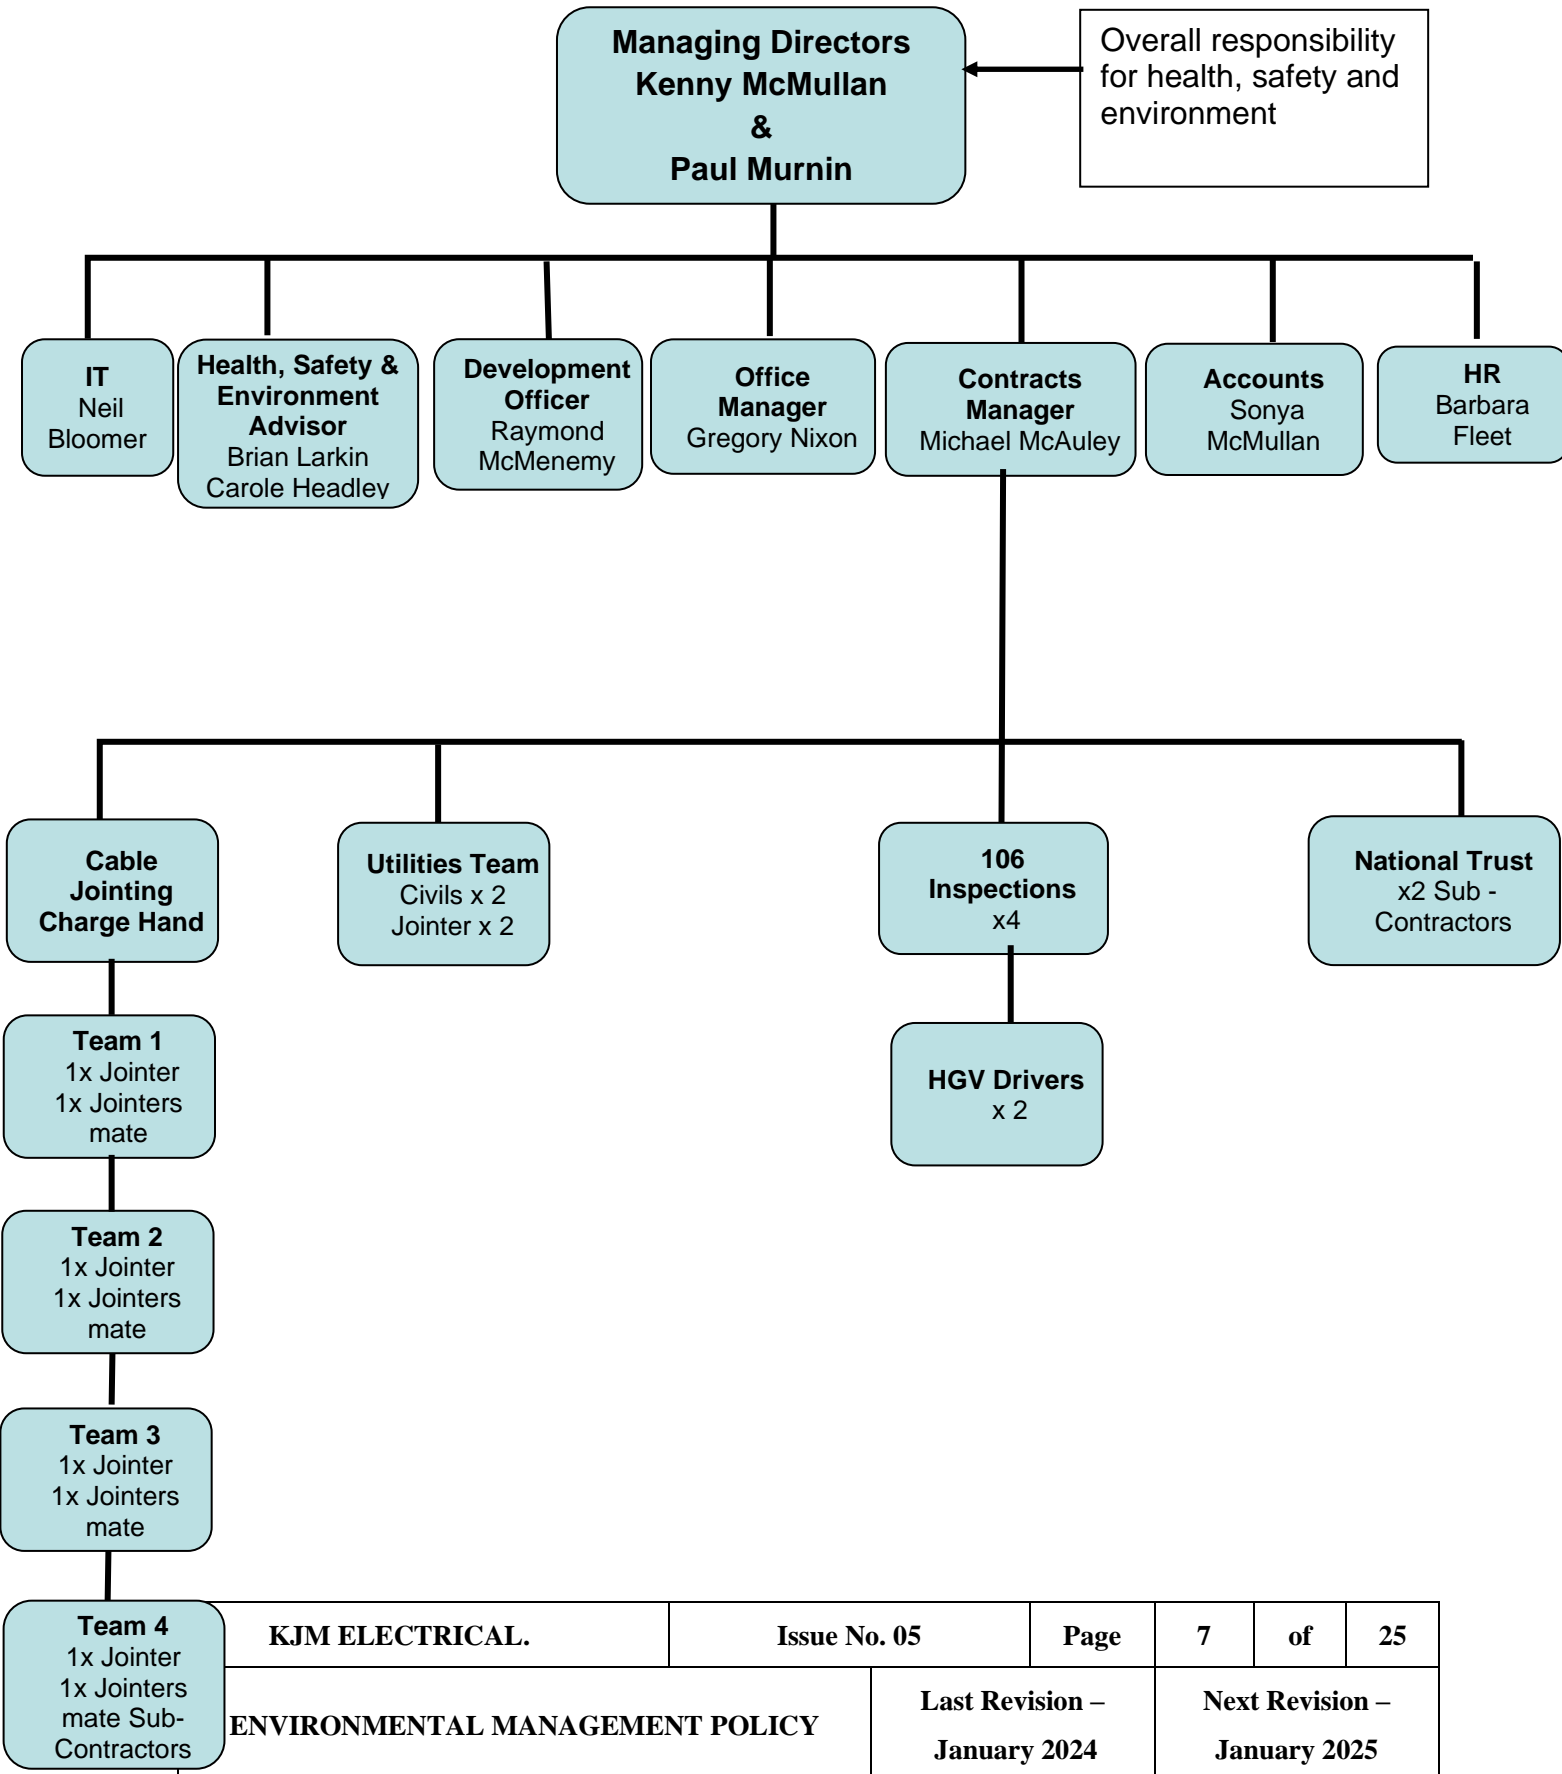 Managing Directors
Kenny McMullan
&
Paul Murnin
Overall responsibility
for health, safety and
environment
IT
Neil
Bloomer
Health, Safety &
Environment
Advisor
Brian Larkin
Carole Headley
Development
Officer
Raymond
McMenemy
Office
Manager
Gregory Nixon
Contracts
Manager
Michael McAuley
Accounts
Sonya
McMullan
HR
Barbara
Fleet
Cable
Jointing
Charge Hand
Utilities Team
Civils x 2
Jointer x 2
106
Inspections
x4
National Trust
x2 Sub -
Contractors
Team 1
1x Jointer
1x Jointers
mate
HGV Drivers
x 2
Team 2
1x Jointer
1x Jointers
mate
Team 3
1x Jointer
1x Jointers
mate
Team 4
1x Jointer
1x Jointers
mate Sub-
Contractors
KJM ELECTRICAL. Issue No. 05 Page 7 of 25
ENVIRONMENTAL MANAGEMENT POLICY
Last Revision –
January 2024
Next Revision –
January 2025